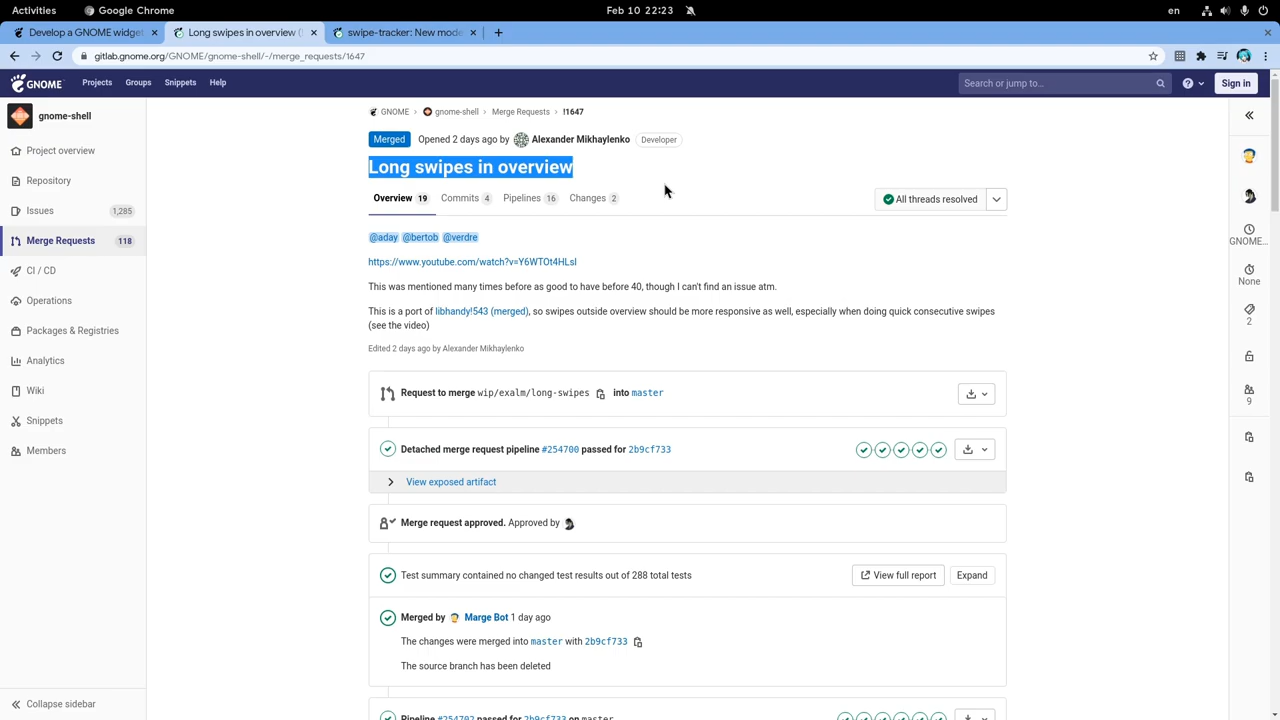 Activities
Google Chrome
Feb 10 22:23
en
Develop a GNOME widget
Long swipes in overview (
swipe-tracker: New mode
gitlab.gnome.org/GNOME/gnome-shell/-/merge_requests/1647
GNOME
Projects
Groups
Snippets
Help
Search or jump to...
Sign in
gnome-shell
GNOME › gnome-shell › Merge Requests › !1647
Merged
Opened 2 days ago by Alexander Mikhaylenko
Developer
Long swipes in overview
Project overview
Repository
Issues 1,285
Merge Requests 118
CI / CD
Operations
Packages & Registries
Analytics
Wiki
Snippets
Members
Collapse sidebar
Overview 19
Commits 4
Pipelines 16
Changes 2
All threads resolved
@aday @bertob @verdre
https://www.youtube.com/watch?v=Y6WTOt4HLsI
This was mentioned many times before as good to have before 40, though I can't find an issue atm.
This is a port of libhandy!543 (merged), so swipes outside overview should be more responsive as well, especially when doing quick consecutive swipes
(see the video)
Edited 2 days ago by Alexander Mikhaylenko
Request to merge wip/exalm/long-swipes into master
Detached merge request pipeline #254700 passed for 2b9cf733
View exposed artifact
Merge request approved. Approved by
Test summary contained no changed test results out of 288 total tests
View full report
Expand
Merged by Marge Bot 1 day ago
The changes were merged into master with 2b9cf733
The source branch has been deleted
Pipeline #254702 passed for 2b9cf733 on master
GNOME...
None
2
9